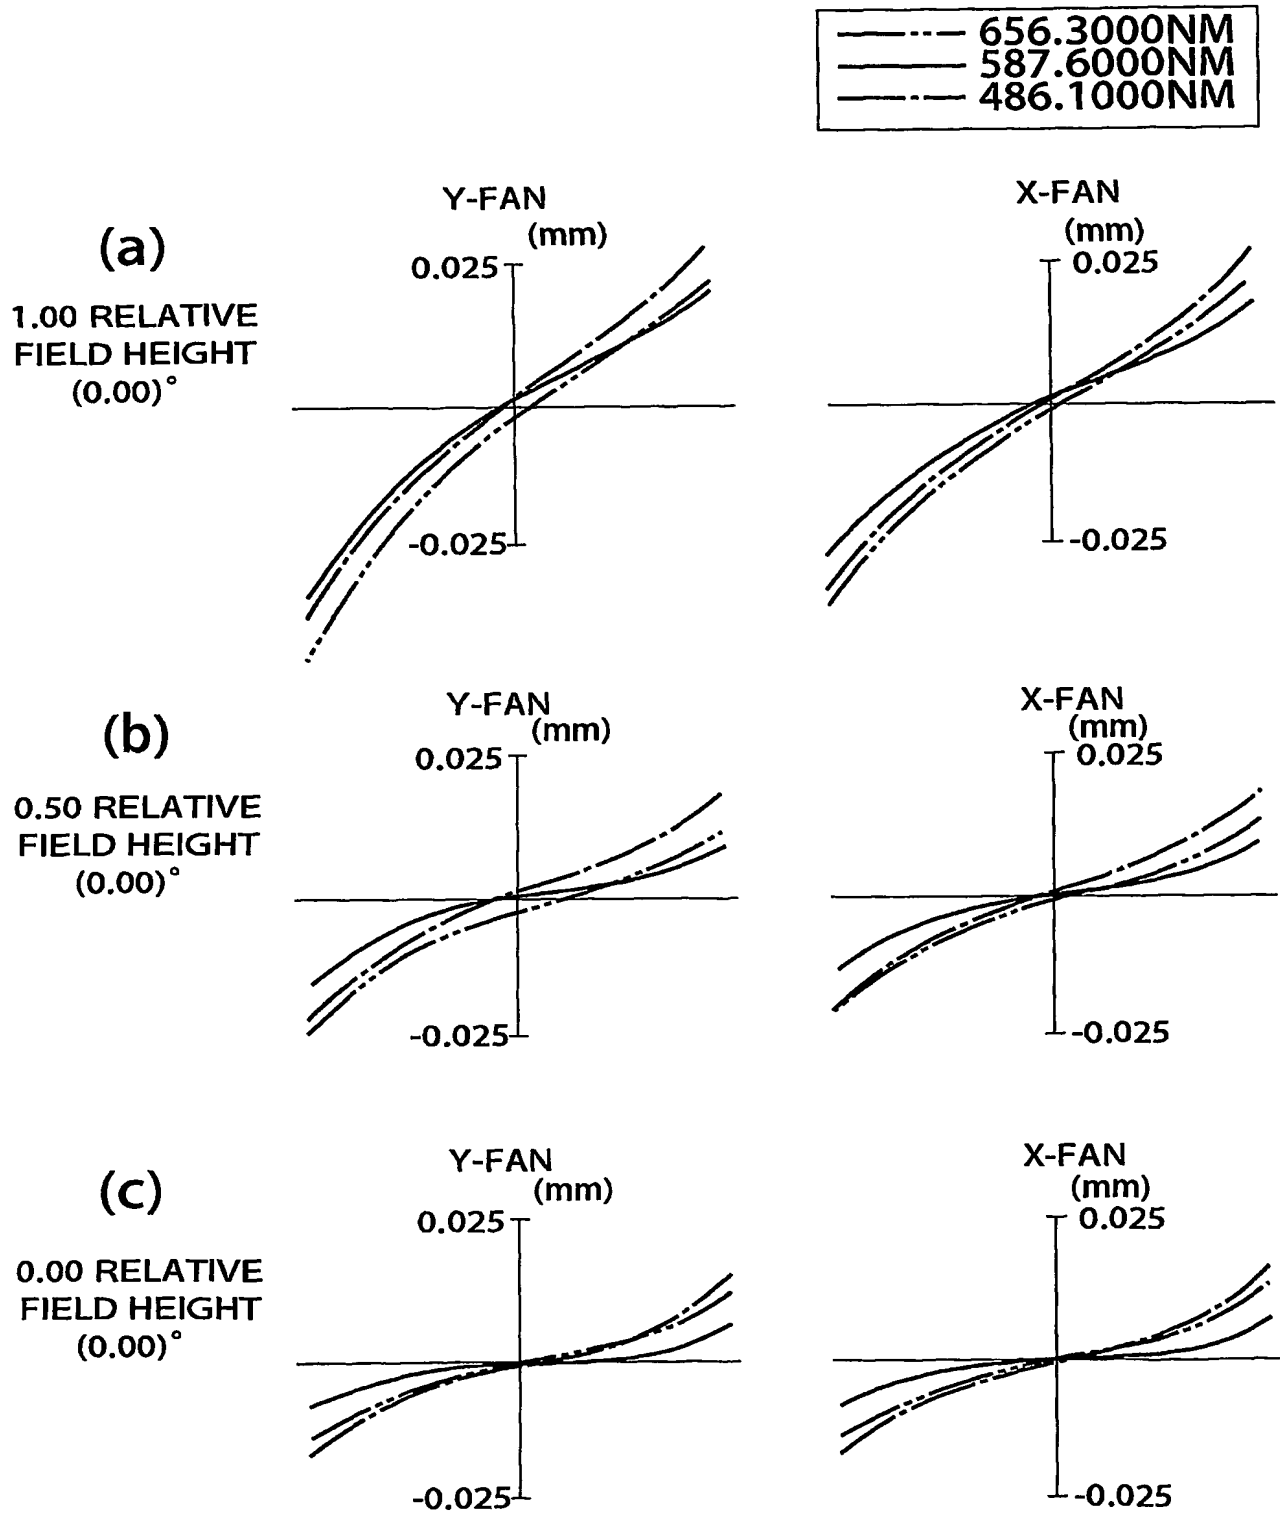 656.3000NM
587.6000NM
486.1000NM
(a)
1.00 RELATIVE
FIELD HEIGHT
(0.00)°
Y-FAN
(mm)
0.025
-0.025
X-FAN
(mm)
0.025
-0.025
(b)
0.50 RELATIVE
FIELD HEIGHT
(0.00)°
Y-FAN
(mm)
0.025
-0.025
X-FAN
(mm)
0.025
-0.025
(c)
0.00 RELATIVE
FIELD HEIGHT
(0.00)°
Y-FAN
(mm)
0.025
-0.025
X-FAN
(mm)
0.025
-0.025